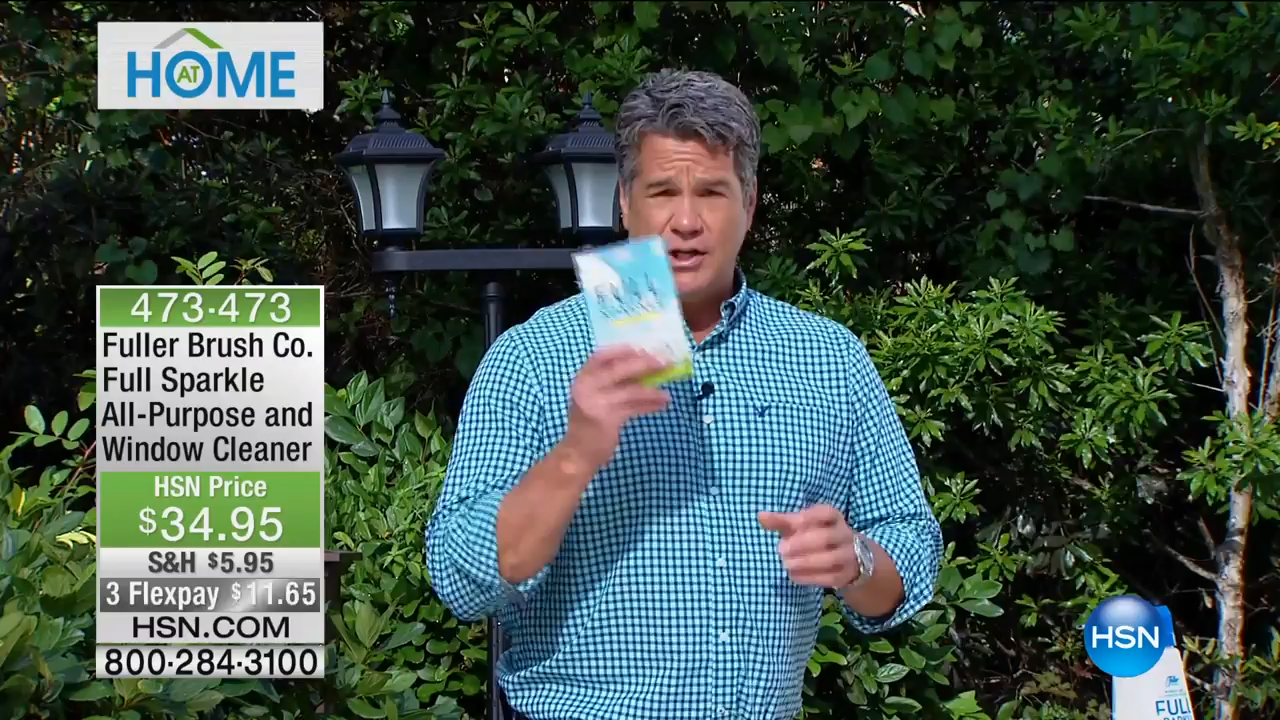 AT
HOME
473-473
Fuller Brush Co.
Full Sparkle
All-Purpose and
Window Cleaner
HSN Price
$34.95
S&H $5.95
3 Flexpay $11.65
HSN.COM
800-284-3100
HSN
FULL